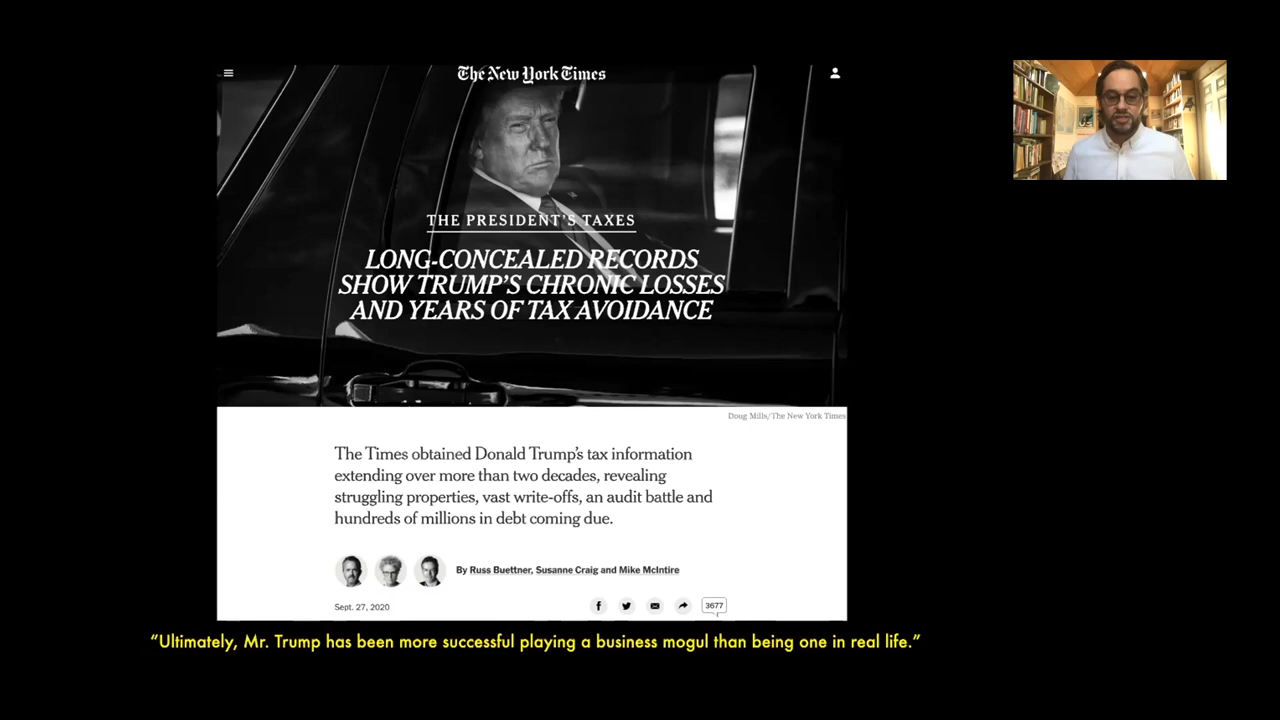 The New York Times
THE PRESIDENT'S TAXES
LONG-CONCEALED RECORDS
SHOW TRUMP'S CHRONIC LOSSES
AND YEARS OF TAX AVOIDANCE
Doug Mills/The New York Times
The Times obtained Donald Trump's tax information
extending over more than two decades, revealing
struggling properties, vast write-offs, an audit battle and
hundreds of millions in debt coming due.
By Russ Buettner, Susanne Craig and Mike McIntire
Sept. 27, 2020
3677
“Ultimately, Mr. Trump has been more successful playing a business mogul than being one in real life.”